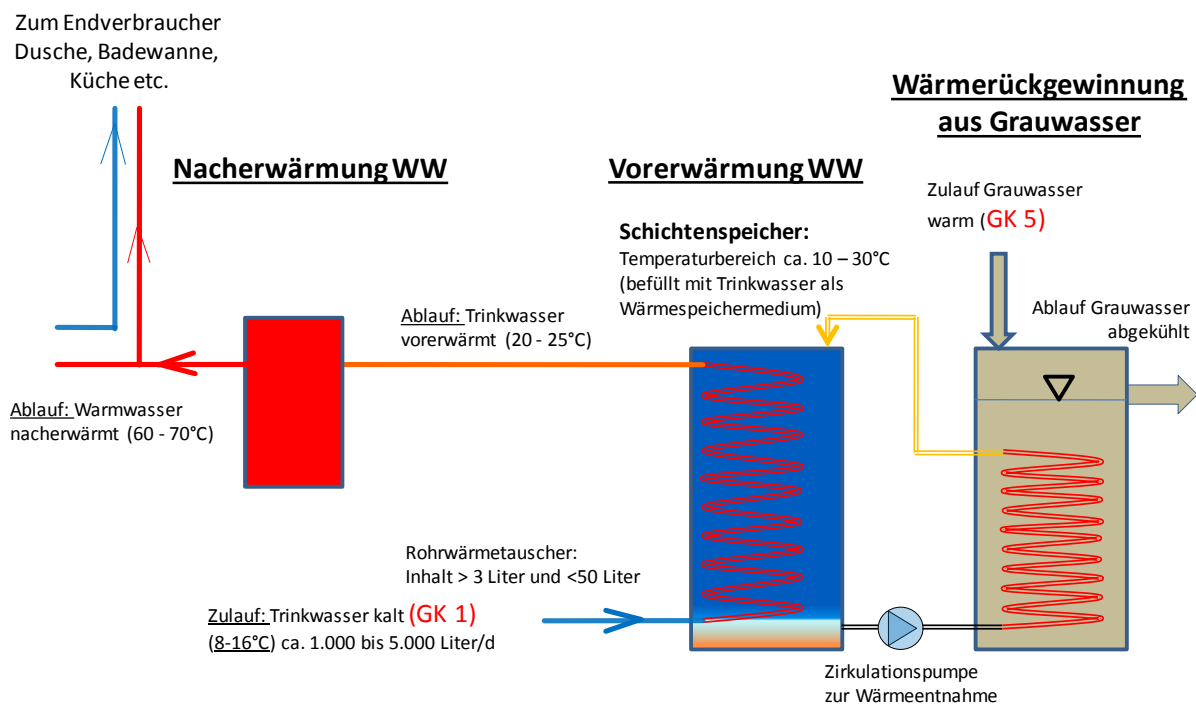 Zum Endverbraucher
Dusche, Badewanne,
Küche etc.
Wärmerückgewinnung
aus Grauwasser
Nacherwärmung WW
Vorerwärmung WW
Zulauf Grauwasser
warm (GK 5)
Schichtenspeicher:
Temperaturbereich ca. 10 – 30°C
(befüllt mit Trinkwasser als
Wärmespeichermedium)
Ablauf: Trinkwasser
vorerwärmt (20 - 25°C)
Ablauf Grauwasser
abgekühlt
Ablauf: Warmwasser
nacherwärmt (60 - 70°C)
Rohrwärmetauscher:
Inhalt > 3 Liter und <50 Liter
Zulauf: Trinkwasser kalt (GK 1)
(8-16°C) ca. 1.000 bis 5.000 Liter/d
Zirkulationspumpe
zur Wärmeentnahme